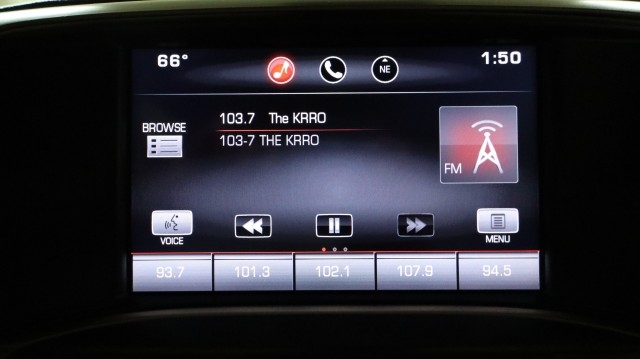 66°
NE
1:50
103.7 The KRRO
BROWSE
103-7 THE KRRO
FM
VOICE
MENU
93.7
101.3
102.1
107.9
94.5